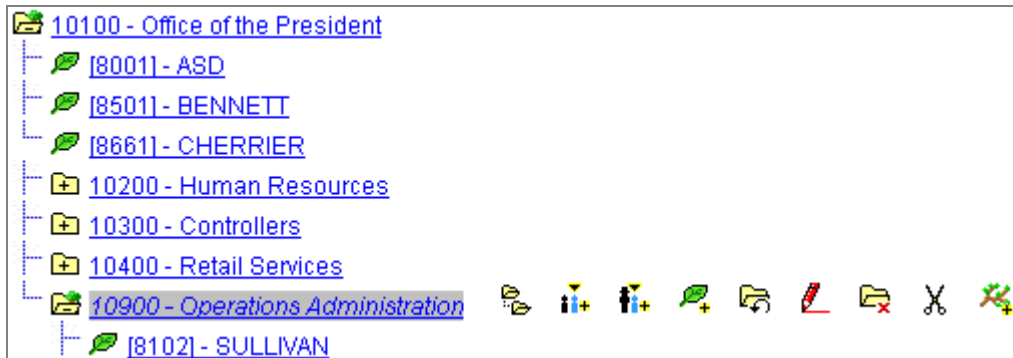 10100 - Office of the President
[8001] - ASD
[8501] - BENNETT
[8661] - CHERRIER
10200 - Human Resources
10300 - Controllers
10400 - Retail Services
10900 - Operations Administration
[8102] - SULLIVAN